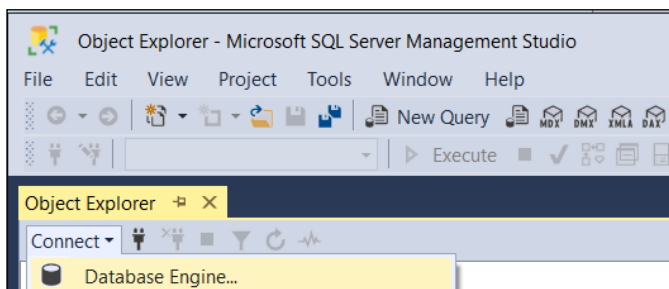 Object Explorer - Microsoft SQL Server Management Studio
File Edit View Project Tools Window Help
New Query MDX DMX XMLA DAX
Execute
Object Explorer
Connect
Database Engine...